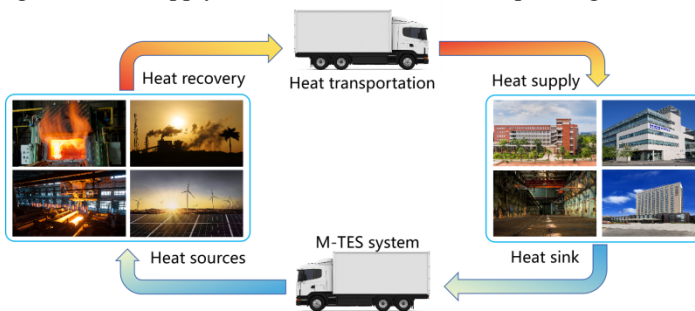 Heat recovery
Heat transportation
Heat supply
M-TES system
Heat sources
Heat sink